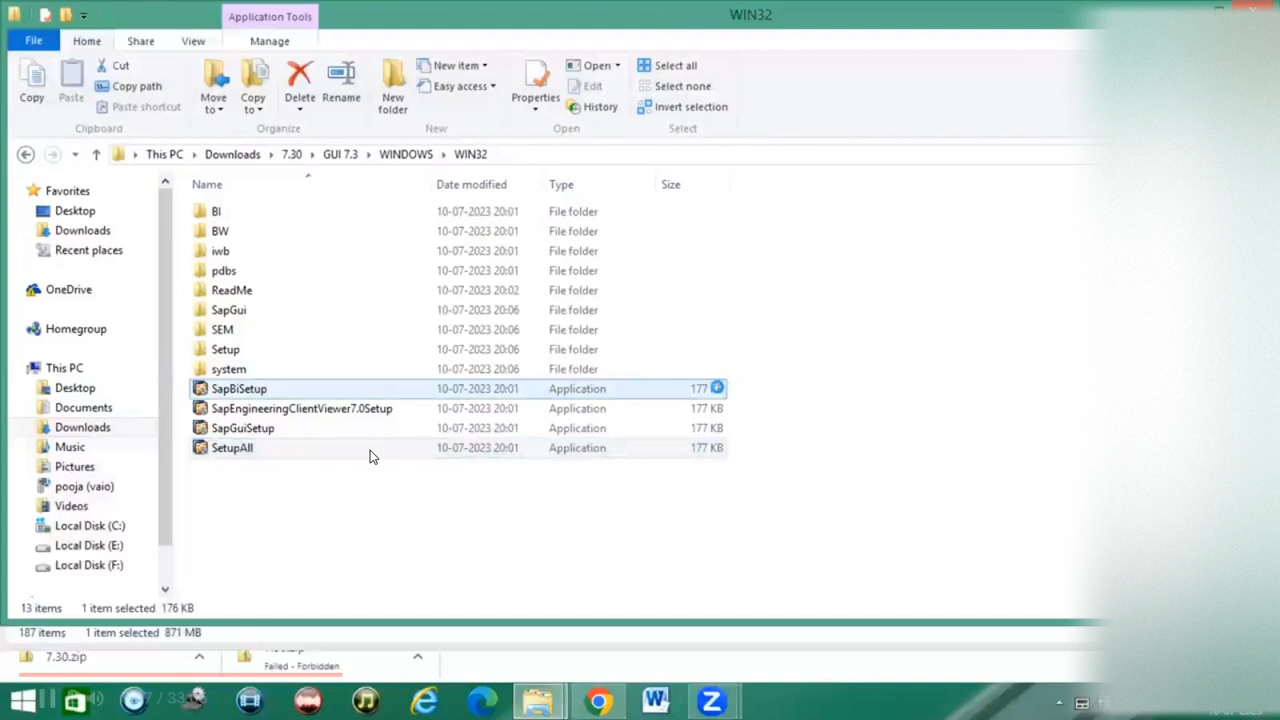 Application Tools
WIN32
File Home Share View Manage
Copy
Paste
Cut
Copy path
Paste shortcut
Clipboard
Move to
Copy to
Delete
Rename
Organize
New folder
New item
Easy access
New
Properties
Open
Edit
History
Open
Select all
Select none
Invert selection
Select
This PC Downloads 7.30 GUI 7.3 WINDOWS WIN32
Favorites
Desktop
Downloads
Recent places
OneDrive
Homegroup
This PC
Desktop
Documents
Downloads
Music
Pictures
pooja (vaio)
Videos
Local Disk (C:)
Local Disk (E:)
Local Disk (F:)
Name Date modified Type Size
BI 10-07-2023 20:01 File folder
BW 10-07-2023 20:01 File folder
iwb 10-07-2023 20:01 File folder
pdbs 10-07-2023 20:01 File folder
ReadMe 10-07-2023 20:02 File folder
SapGui 10-07-2023 20:06 File folder
SEM 10-07-2023 20:06 File folder
Setup 10-07-2023 20:06 File folder
system 10-07-2023 20:06 File folder
SapBiSetup 10-07-2023 20:01 Application 177
SapEngineeringClientViewer7.0Setup 10-07-2023 20:01 Application 177 KB
SapGuiSetup 10-07-2023 20:01 Application 177 KB
SetupAll 10-07-2023 20:01 Application 177 KB
13 items 1 item selected 176 KB
187 items 1 item selected 871 MB
7.30.zip
Failed - Forbidden